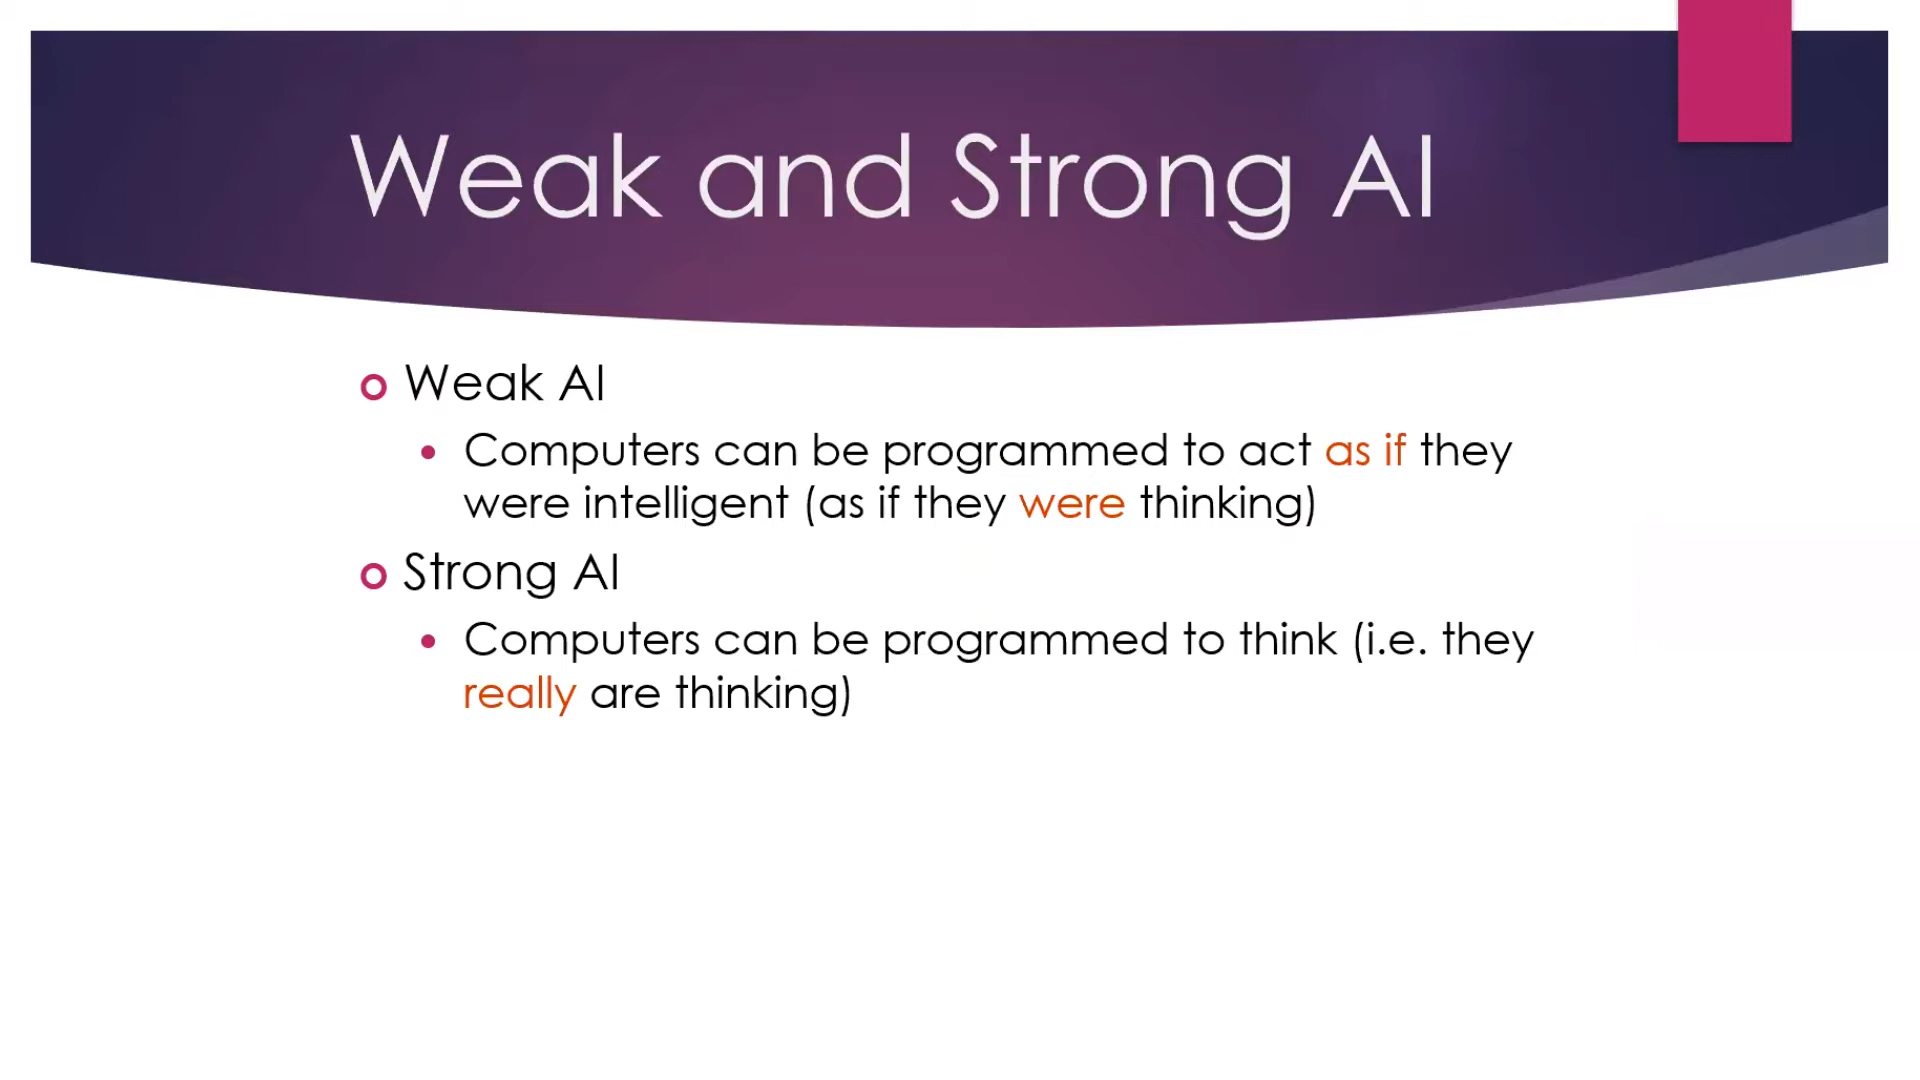 Weak and Strong AI
Weak AI
Computers can be programmed to act as if they
were intelligent (as if they were thinking)
Strong AI
Computers can be programmed to think (i.e. they
really are thinking)